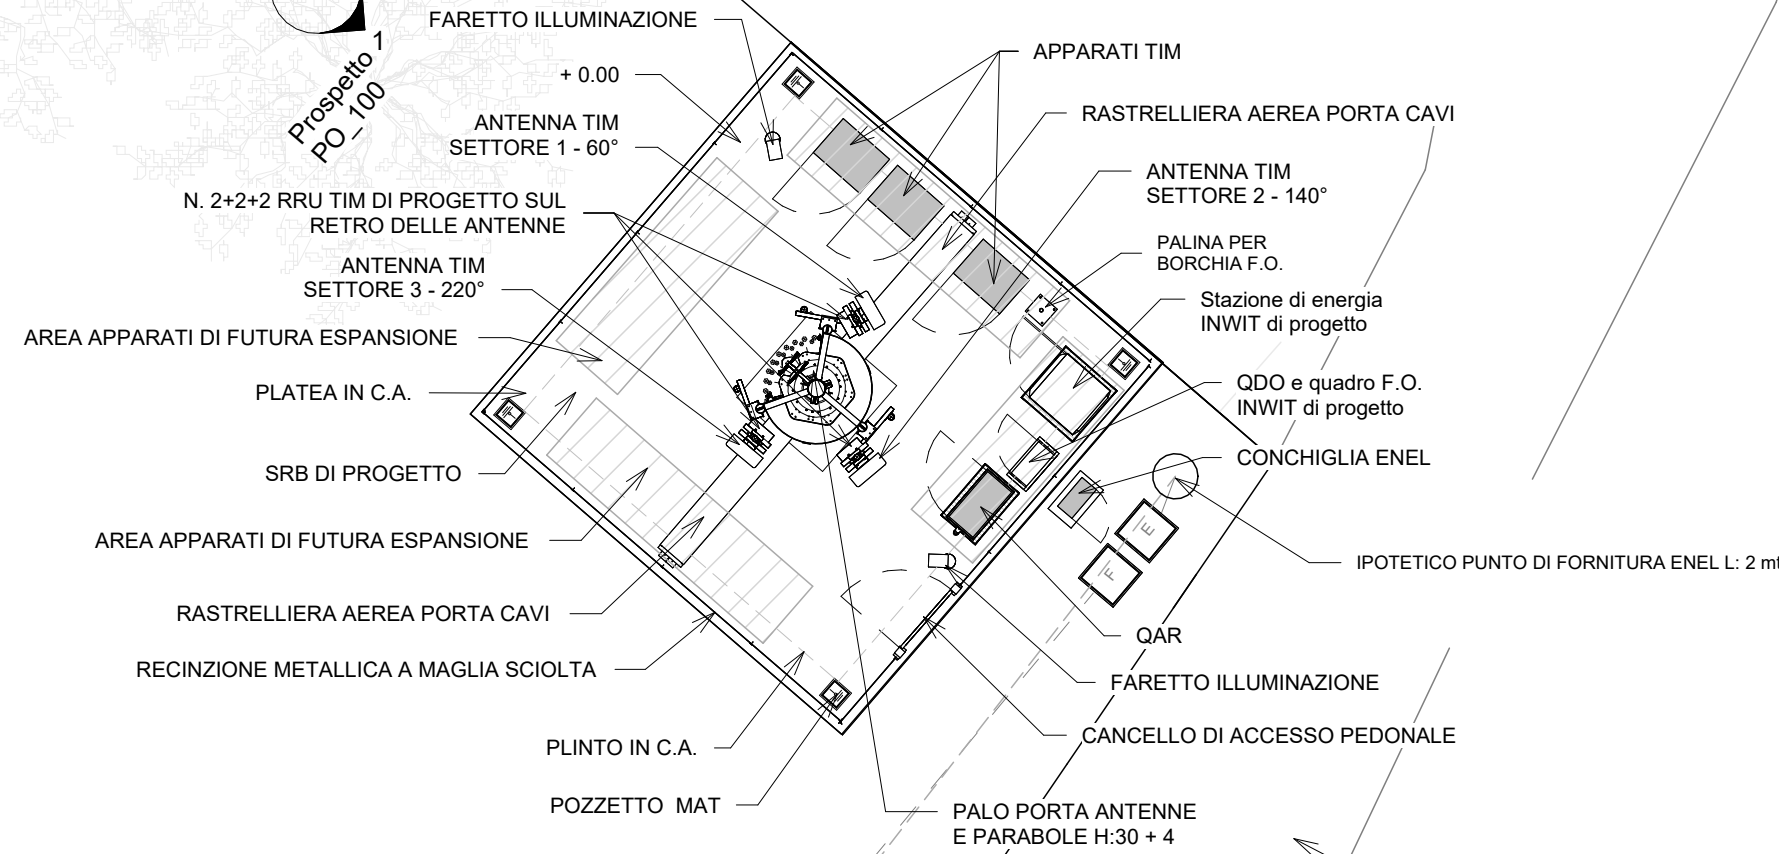 FARETTO ILLUMINAZIONE
+ 0.00
ANTENNA TIM
SETTORE 1 - 60°
N. 2+2+2 RRU TIM DI PROGETTO SUL
RETRO DELLE ANTENNE
ANTENNA TIM
SETTORE 3 - 220°
AREA APPARATI DI FUTURA ESPANSIONE
PLATEA IN C.A.
SRB DI PROGETTO
AREA APPARATI DI FUTURA ESPANSIONE
RASTRELLIERA AEREA PORTA CAVI
RECINZIONE METALLICA A MAGLIA SCIOLTA
PLINTO IN C.A.
POZZETTO MAT
Prospetto 1
PO_100
APPARATI TIM
RASTRELLIERA AEREA PORTA CAVI
ANTENNA TIM
SETTORE 2 - 140°
PALINA PER
BORCHIA F.O.
Stazione di energia
INWIT di progetto
QDO e quadro F.O.
INWIT di progetto
CONCHIGLIA ENEL
E
F
IPOTETICO PUNTO DI FORNITURA ENEL L: 2 mt
QAR
FARETTO ILLUMINAZIONE
CANCELLO DI ACCESSO PEDONALE
PALO PORTA ANTENNE
E PARABOLE H:30 + 4